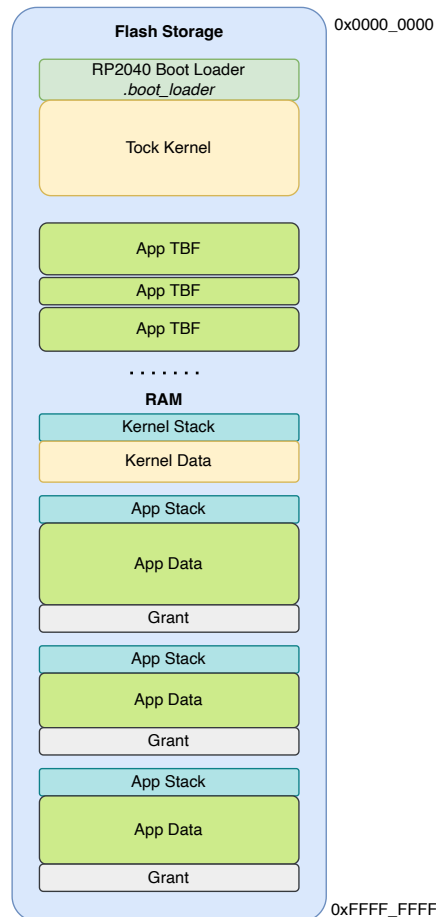 Flash Storage
0x0000_0000
RP2040 Boot Loader
.boot_loader
Tock Kernel
App TBF
App TBF
App TBF
.......
RAM
Kernel Stack
Kernel Data
App Stack
App Data
Grant
App Stack
App Data
Grant
App Stack
App Data
Grant
0xFFFF_FFFF